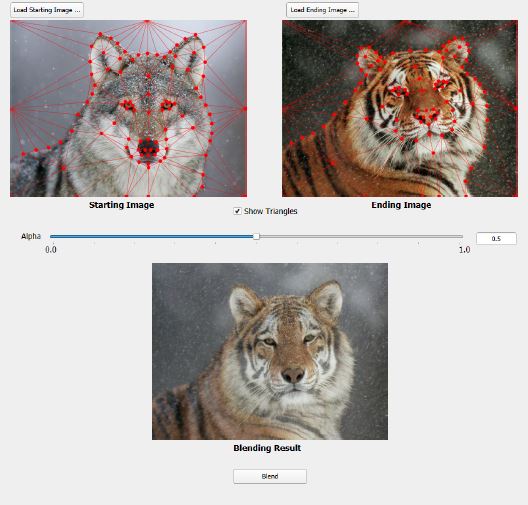 Load Starting Image ...
Load Ending Image ...
Starting Image
Ending Image
Show Triangles
Alpha
0.5
0.0
1.0
Blending Result
Blend